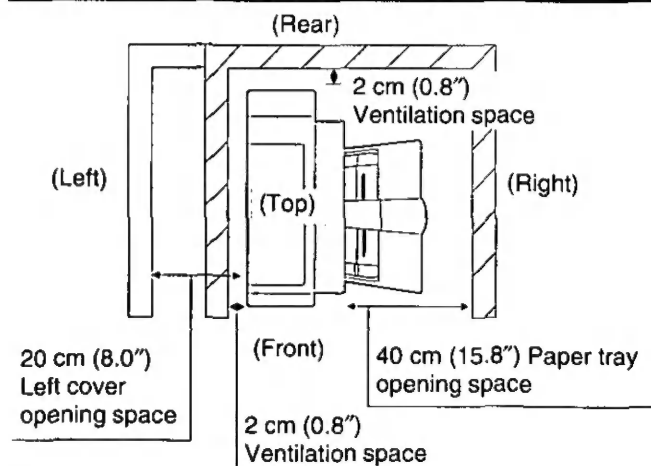 (Rear)
2 cm (0.8″)
Ventilation space
(Left)
(Top)
(Right)
(Front)
20 cm (8.0″)
Left cover
opening space
2 cm (0.8″)
Ventilation space
40 cm (15.8″) Paper tray
opening space